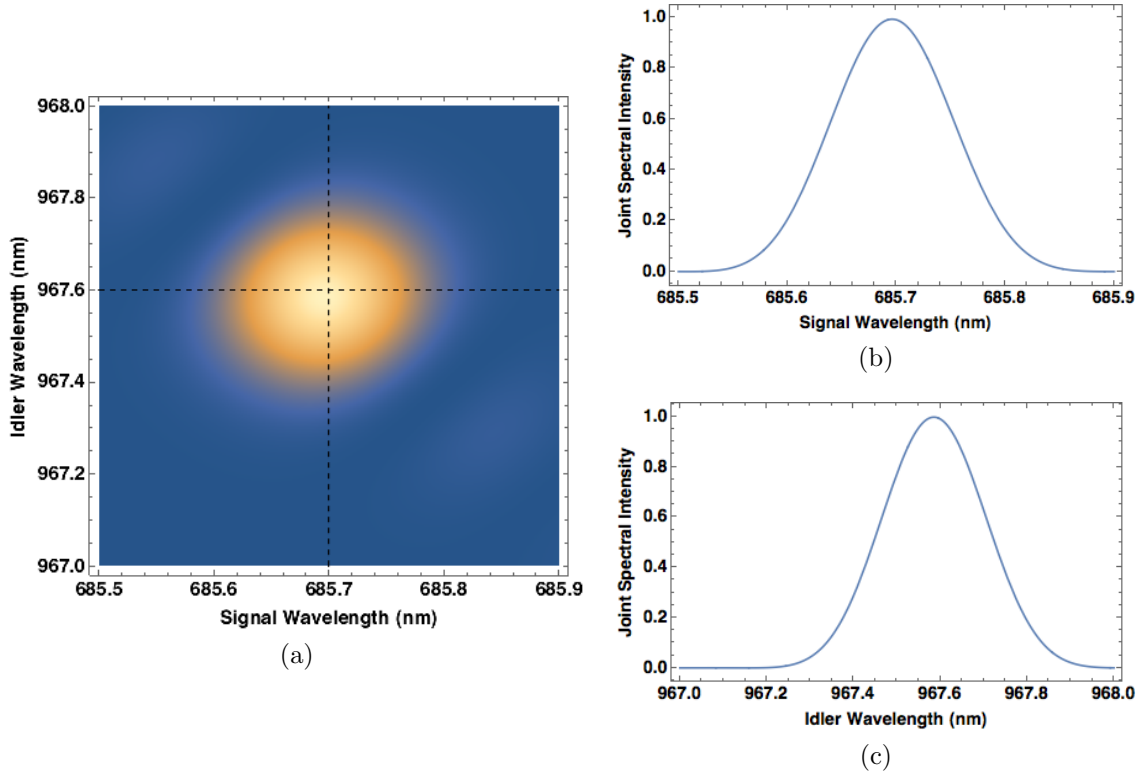 968.0
967.8
967.6
967.4
967.2
967.0
Idler Wavelength (nm)
685.5 685.6 685.7 685.8 685.9
Signal Wavelength (nm)
(a)
1.0
0.8
0.6
0.4
0.2
0.0
Joint Spectral Intensity
685.5 685.6 685.7 685.8 685.9
Signal Wavelength (nm)
(b)
1.0
0.8
0.6
0.4
0.2
0.0
Joint Spectral Intensity
967.0 967.2 967.4 967.6 967.8 968.0
Idler Wavelength (nm)
(c)